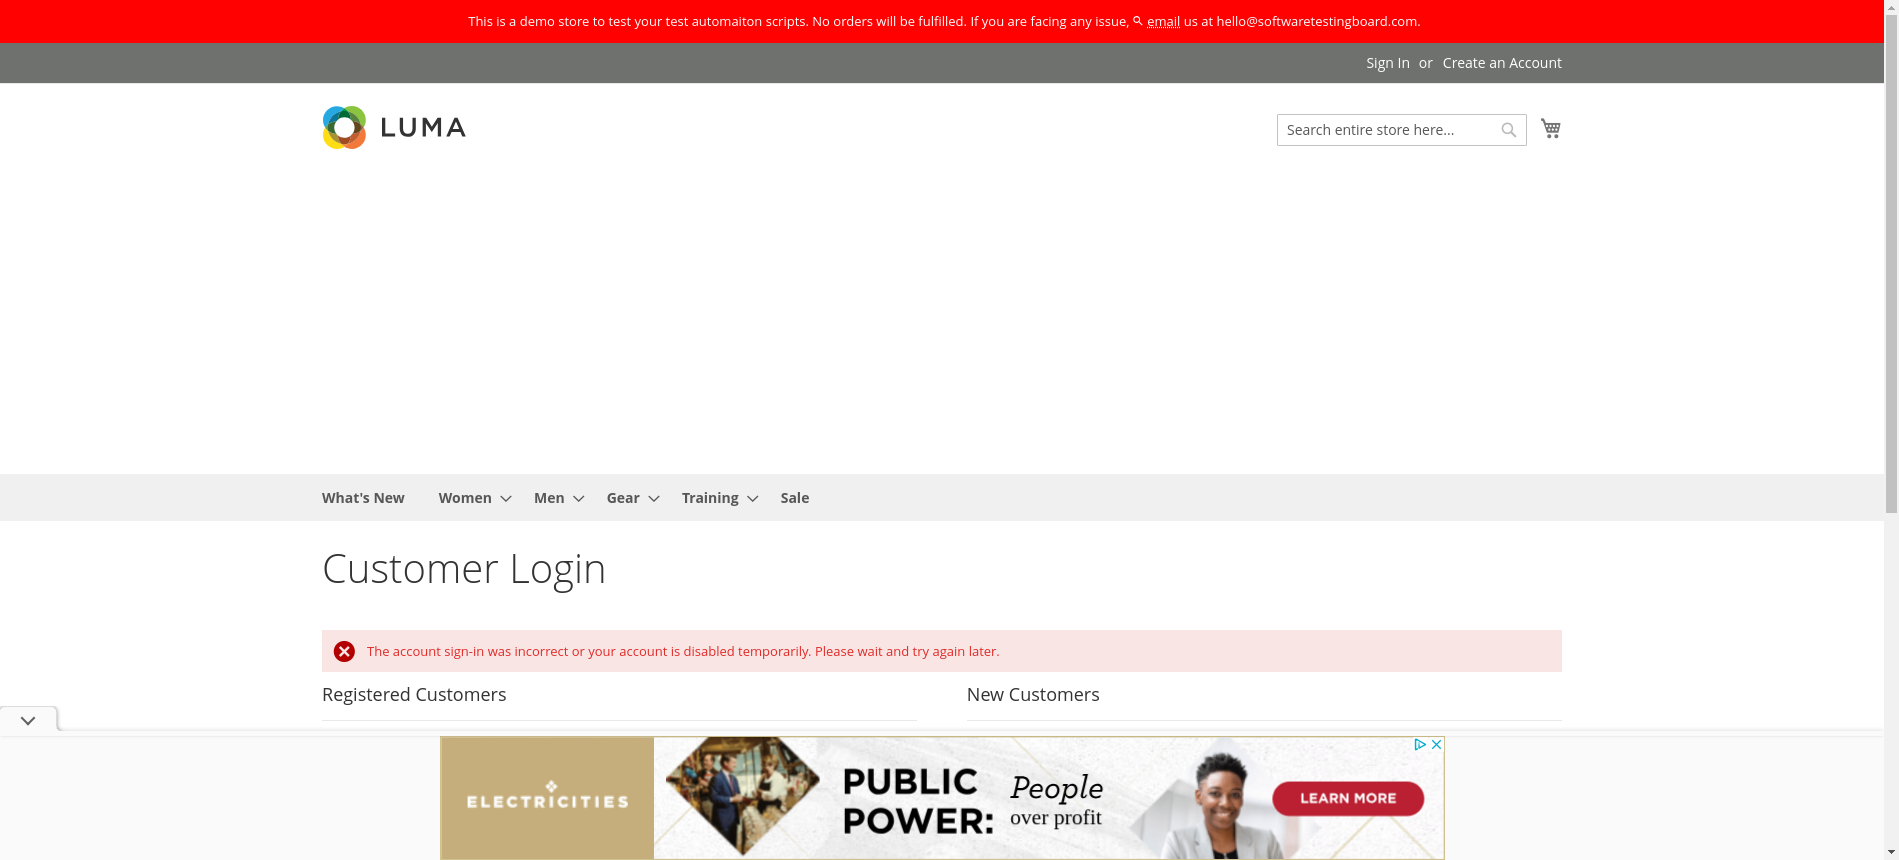 This is a demo store to test your test automaiton scripts. No orders will be fulfilled. If you are facing any issue, email us at hello@softwaretestingboard.com.
Sign In or Create an Account
LUMA
Search entire store here...
What's New Women Men Gear Training Sale
Customer Login
The account sign-in was incorrect or your account is disabled temporarily. Please wait and try again later.
Registered Customers
New Customers
ELECTRICITIES
PUBLIC
POWER:
People
over profit
LEARN MORE